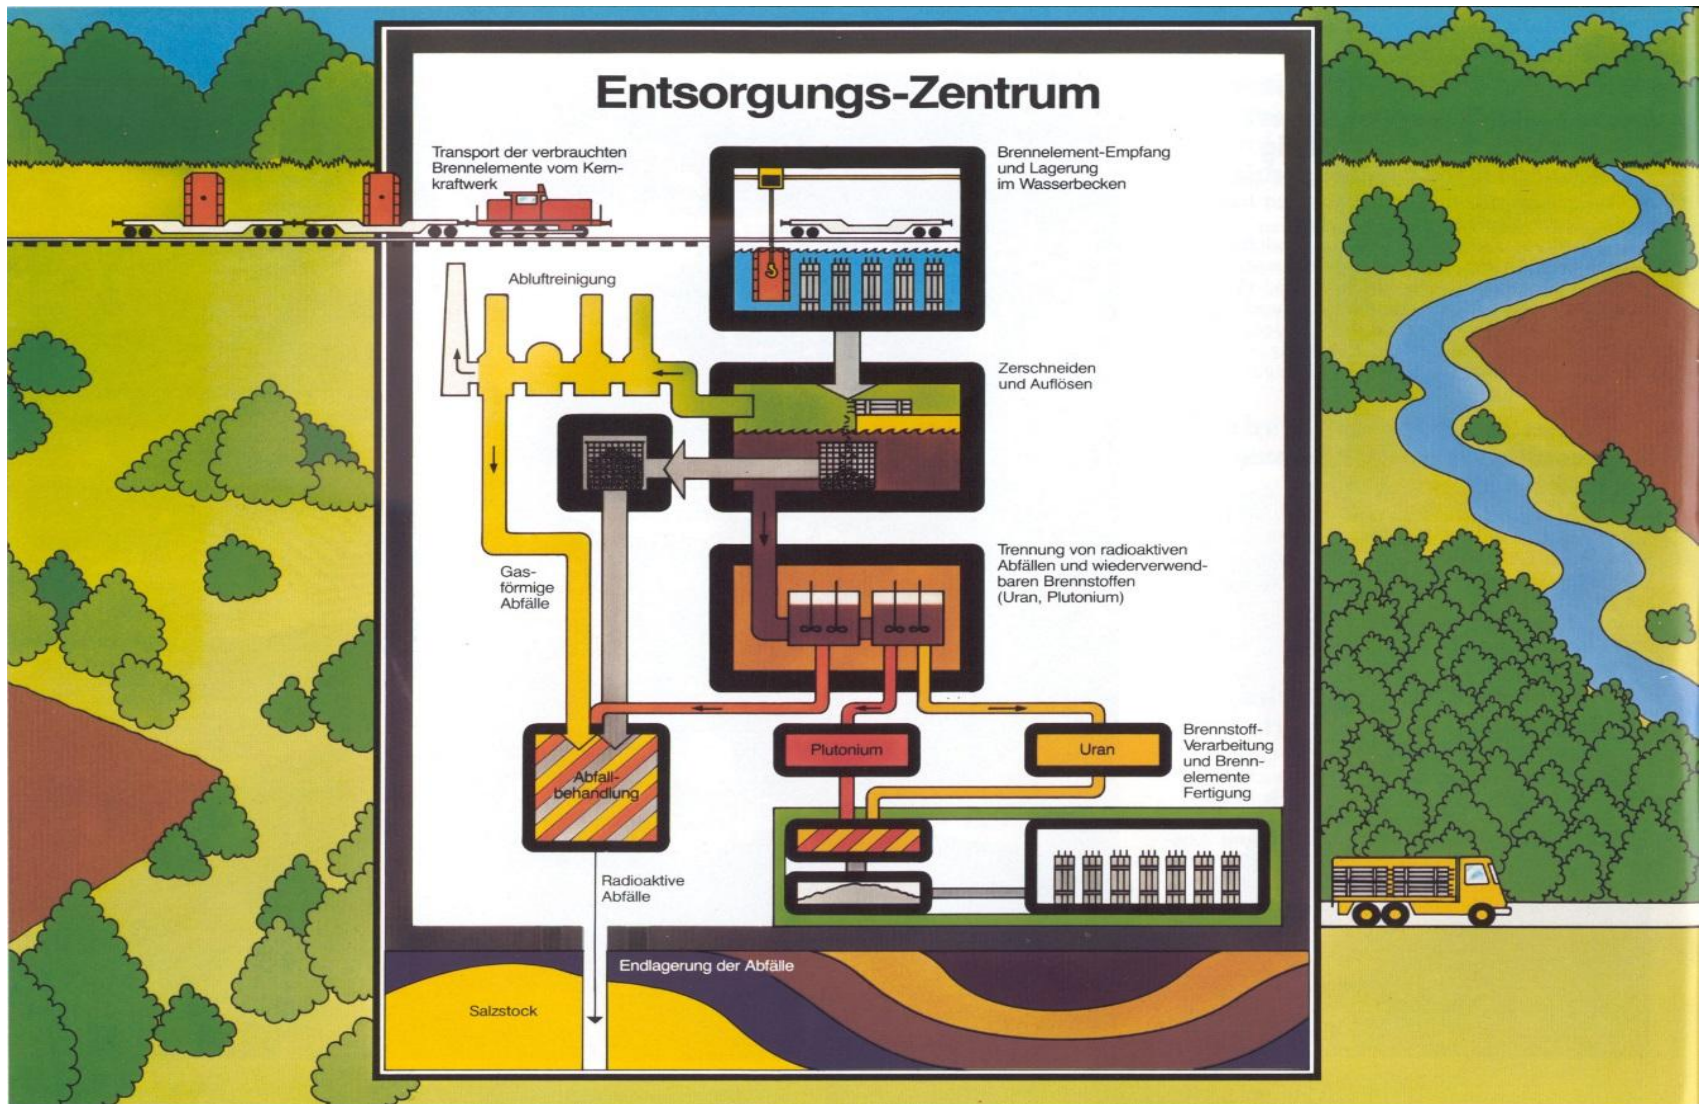 Entsorgungs-Zentrum
Transport der verbrauchten
Brennelemente vom Kern-
kraftwerk
Brennelement-Empfang
und Lagerung
im Wasserbecken
Abluftreinigung
Zerschneiden
und Auflösen
Gas-
förmige
Abfälle
Trennung von radioaktiven
Abfällen und wiederverwend-
baren Brennstoffen
(Uran, Plutonium)
Plutonium
Uran
Brennstoff-
Verarbeitung
und Brenn-
elemente
Fertigung
Abfall-
behandlung
Radioaktive
Abfälle
Endlagerung der Abfälle
Salzstock